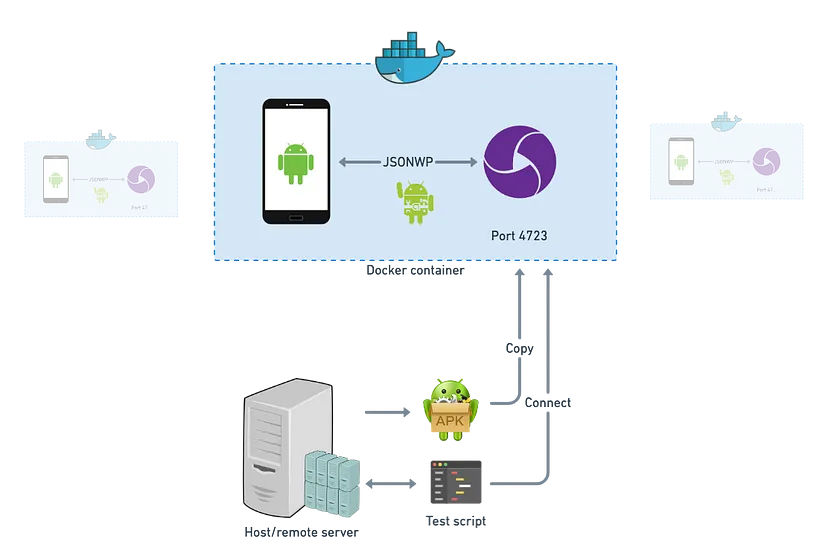 JSONWP
Port 4723
Docker container
JSONWP
Port 47..
JSONWP
Port 47..
Copy
Connect
APK
Test script
Host/remote server